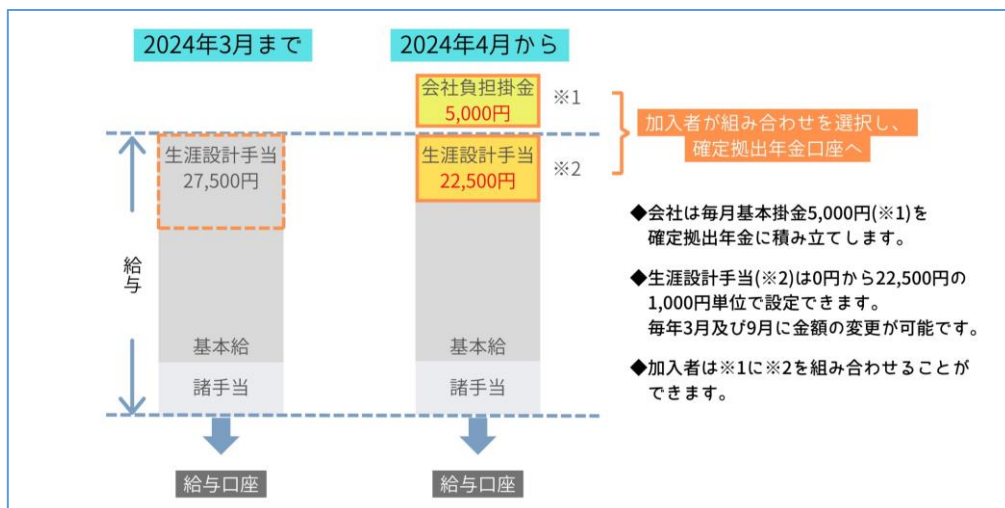 2024年3月まで
2024年4月から
会社負担掛金
5,000円
※1
生涯設計手当
27,500円
生涯設計手当
22,500円
※2
加入者が組み合わせを選択し、
確定拠出年金口座へ
給与
基本給
諸手当
基本給
諸手当
給与口座
給与口座
◆会社は毎月基本掛金5,000円(※1)を
確定拠出年金に積み立てします。
◆生涯設計手当(※2)は0円から22,500円の
1,000円単位で設定できます。
毎年3月及び9月に金額の変更が可能です。
◆加入者は※1に※2を組み合わせることが
できます。